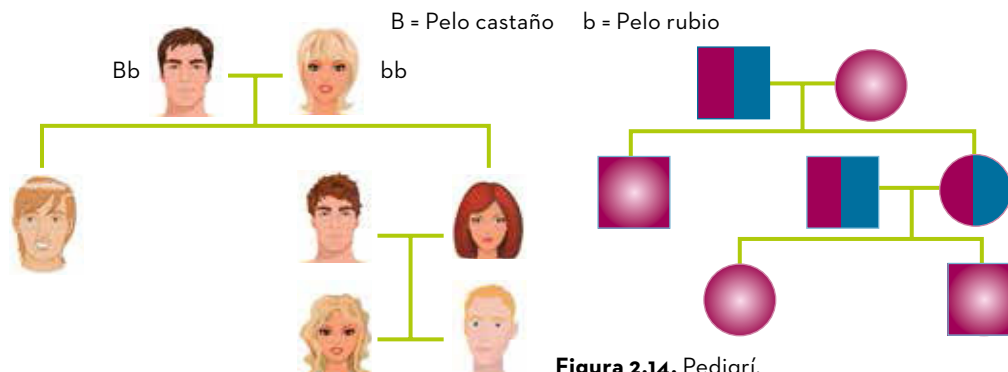 B = Pelo castaño b = Pelo rubio
Bb
bb
Figura 2.14. Pedigrí.